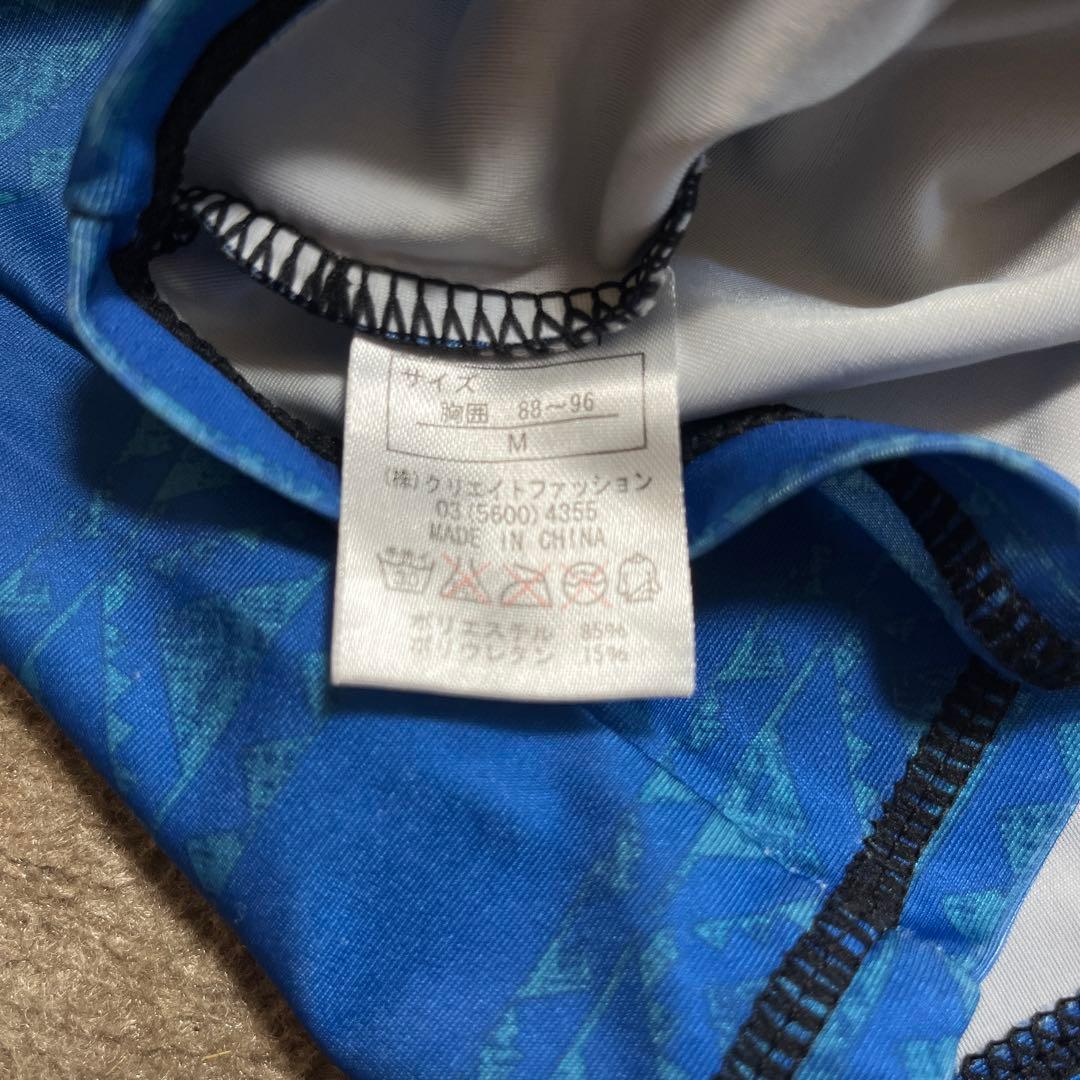 サイズ
胸囲 88～96
M
(株)クリエイトファッション
03(5600)4355
MADE IN CHINA
ポリエステル 85%
ポリウレタン 15%